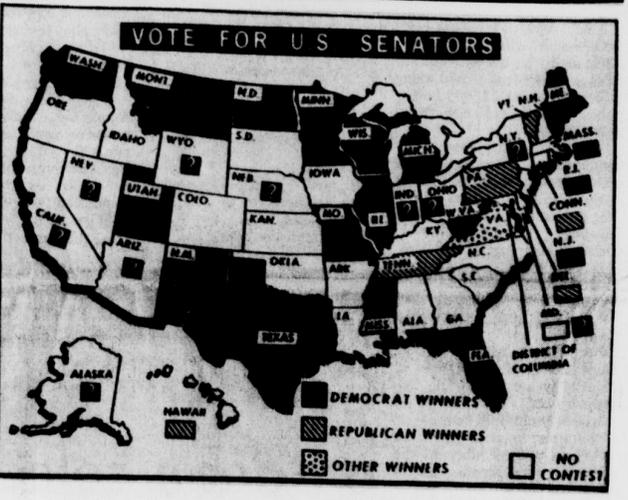 VOTE FOR U S SENATORS
WASH.
MONT.
N.D.
MINN.
ORE.
IDAHO
WYO.
?
S.D.
WIS.
MICH.
VT.
N.H.
ME.
N.Y.
?
MASS.
R.I.
CONN.
N.J.
DEL.
MD.
?
NEV.
?
UTAH
COLO.
NEB.
?
IOWA
ILL.
IND.
?
OHIO
?
PA.
W.VA.
VA.
CALIF.
?
KAN.
MO.
KY.
ARIZ.
?
N.M.
OKLA.
ARK.
TENN.
N.C.
S.C.
TEXAS
LA.
MISS.
ALA.
GA.
FLA.
DISTRICT OF
COLUMBIA
ALASKA
?
HAWAII
DEMOCRAT WINNERS
REPUBLICAN WINNERS
OTHER WINNERS
NO
CONTEST